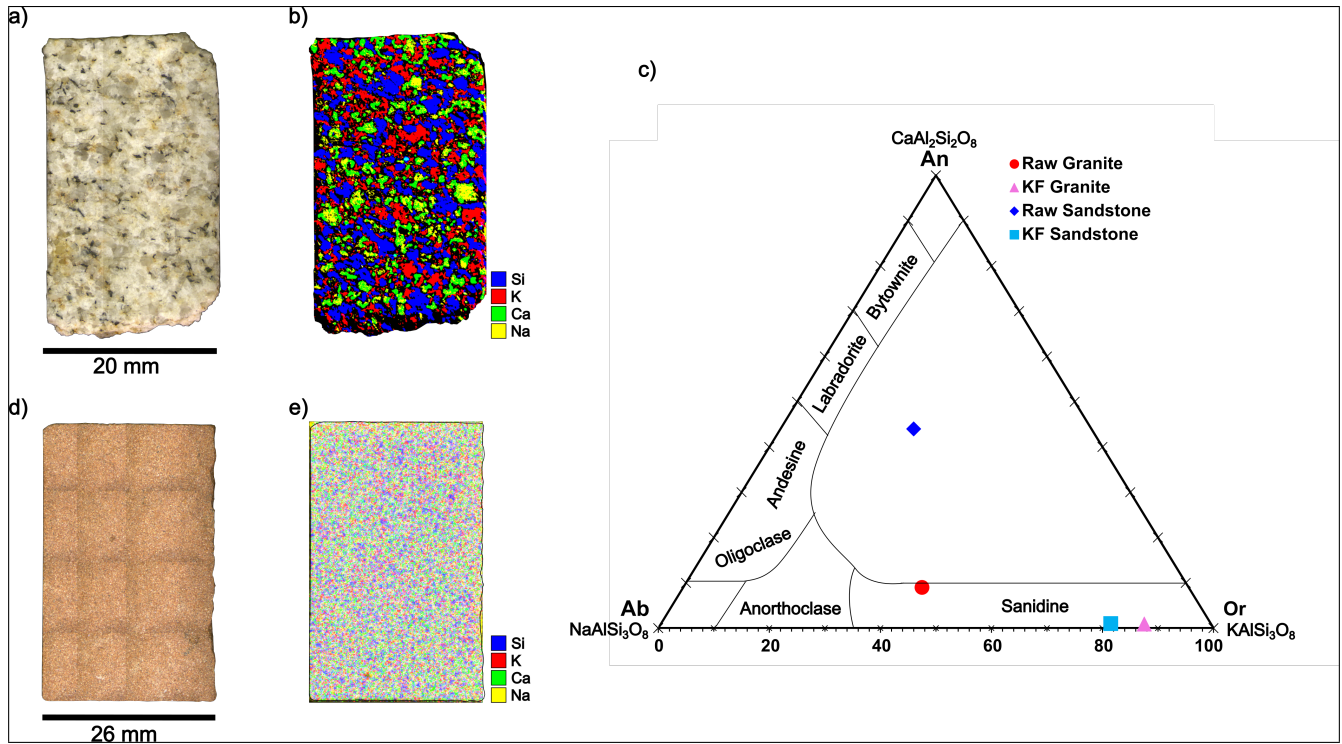 a)
20 mm
b)
Si
K
Ca
Na
c)
CaAl₂Si₂O₈
An
Raw Granite
KF Granite
Raw Sandstone
KF Sandstone
Bytownite
Labradorite
Andesine
Oligoclase
Anorthoclase
Sanidine
Ab
NaAlSi₃O₈
Or
KAlSi₃O₈
0 20 40 60 80 100
d)
26 mm
e)
Si
K
Ca
Na